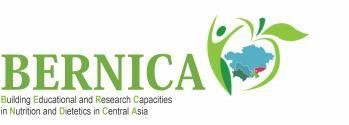 BERNICA
Building Educational and Research Capacities
in Nutrition and Dietetics in Central Asia